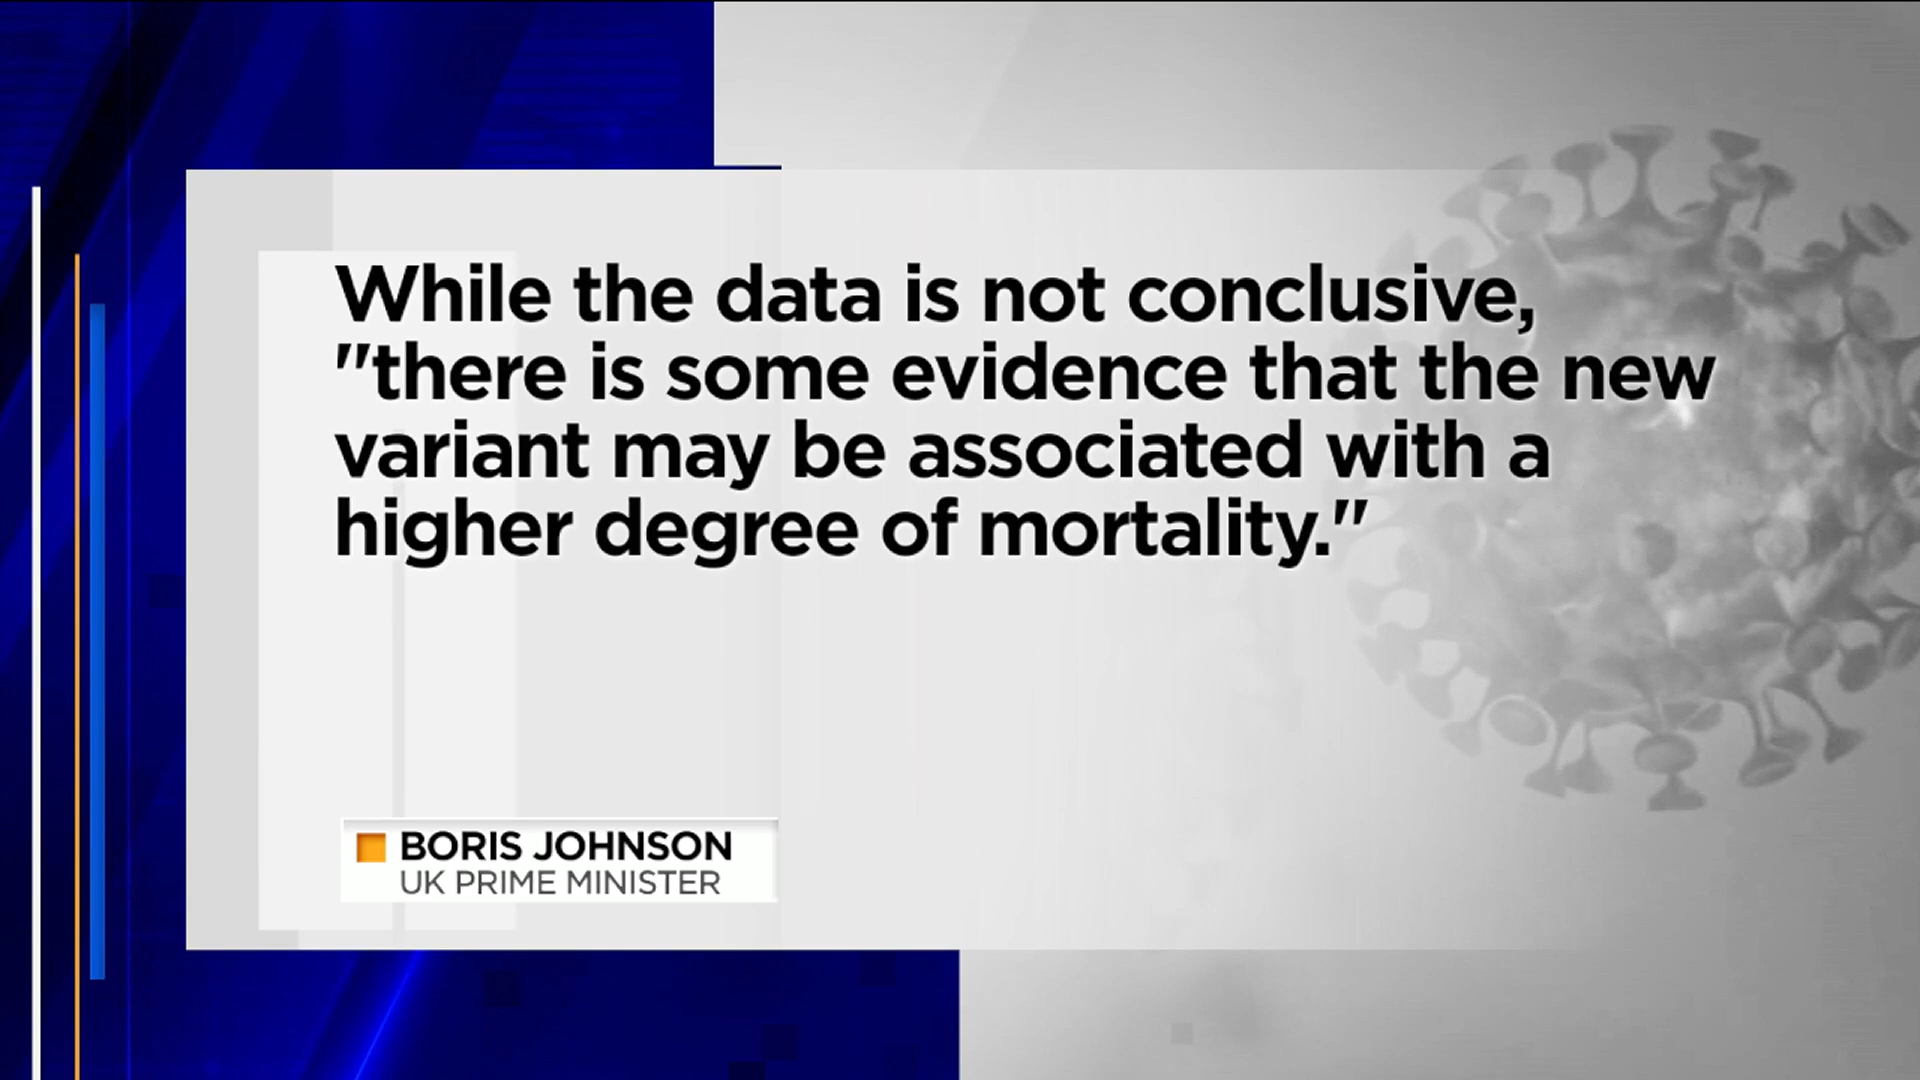 While the data is not conclusive,
"there is some evidence that the new
variant may be associated with a
higher degree of mortality."
BORIS JOHNSON
UK PRIME MINISTER